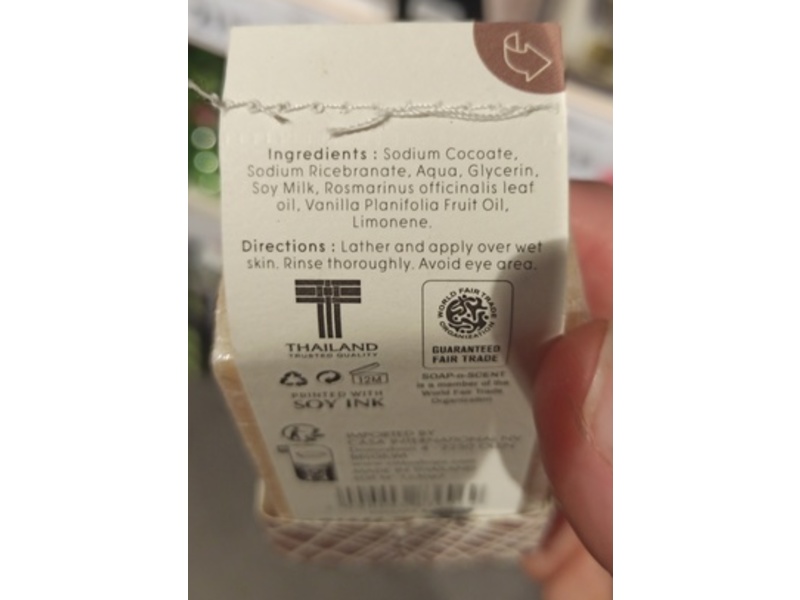 Ingredients : Sodium Cocoate,
Sodium Ricebranate, Aqua, Glycerin,
Soy Milk, Rosmarinus officinalis leaf
oil, Vanilla Planifolia Fruit Oil,
Limonene.
Directions : Lather and apply over wet
skin. Rinse thoroughly. Avoid eye area.
THAILAND
TRUSTED QUALITY
WORLD FAIR TRADE
ORGANIZATION
GUARANTEED
FAIR TRADE
12M
PRINTED WITH
SOY INK
SOAP-n-SCENT
is a member of the
World Fair Trade
Organization
IMPORTED BY
CASA INTERNATIONAL NV